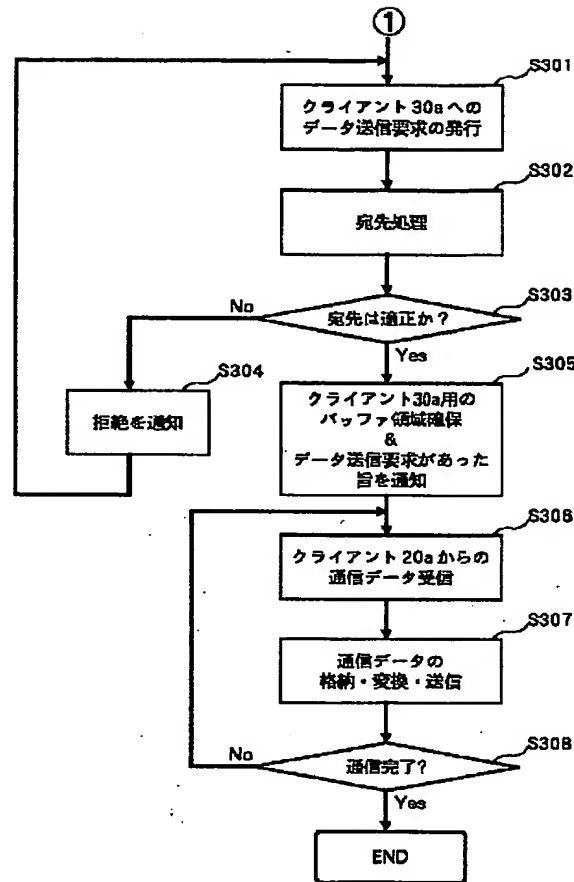 ①
S301
クライアント30aへの
データ送信要求の発行
S302
宛先処理
S303
No
宛先は適正か?
Yes
S304
拒絶を通知
S305
クライアント30a用の
バッファ領域確保
&
データ送信要求があった
旨を通知
S306
クライアント20aからの
通信データ受信
S307
通信データの
格納・変換・送信
S308
No
通信完了?
Yes
END